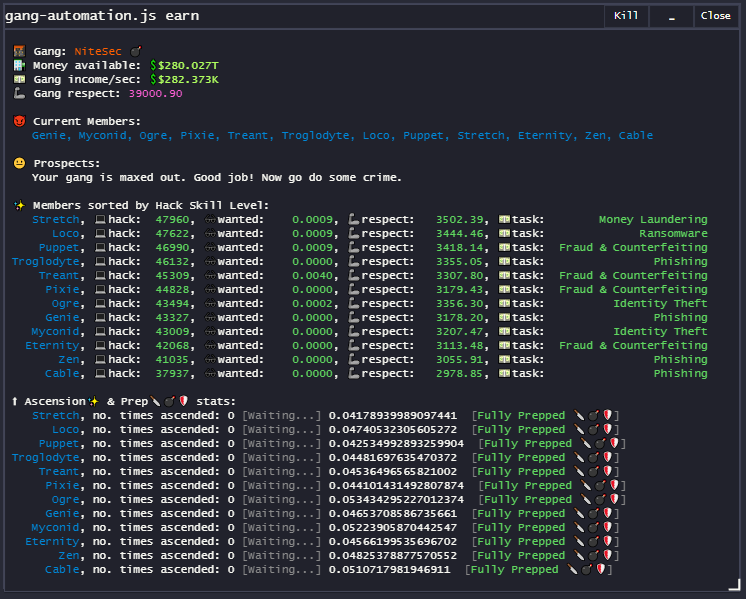 gang-automation.js earn Kill _ Close
Gang: NiteSec
Money available: $$280.027T
Gang income/sec: $$282.373K
Gang respect: 39000.90
Current Members:
Genie, Myconid, Ogre, Pixie, Treant, Troglodyte, Loco, Puppet, Stretch, Eternity, Zen, Cable
Prospects:
Your gang is maxed out. Good job! Now go do some crime.
Members sorted by Hack Skill Level:
Stretch, hack: 47960, wanted: 0.0009, respect: 3502.39, task: Money Laundering
Loco, hack: 47622, wanted: 0.0009, respect: 3444.46, task: Ransomware
Puppet, hack: 46990, wanted: 0.0009, respect: 3418.14, task: Fraud & Counterfeiting
Troglodyte, hack: 46132, wanted: 0.0000, respect: 3355.05, task: Phishing
Treant, hack: 45309, wanted: 0.0040, respect: 3307.80, task: Fraud & Counterfeiting
Pixie, hack: 44828, wanted: 0.0000, respect: 3179.43, task: Fraud & Counterfeiting
Ogre, hack: 43494, wanted: 0.0002, respect: 3356.30, task: Identity Theft
Genie, hack: 43327, wanted: 0.0000, respect: 3178.20, task: Phishing
Myconid, hack: 43009, wanted: 0.0000, respect: 3207.47, task: Identity Theft
Eternity, hack: 42068, wanted: 0.0000, respect: 3113.48, task: Fraud & Counterfeiting
Zen, hack: 41035, wanted: 0.0000, respect: 3055.91, task: Phishing
Cable, hack: 37937, wanted: 0.0000, respect: 2978.85, task: Phishing
Ascension & Prep stats:
Stretch, no. times ascended: 0 [Waiting...] 0.04178939989097441 [Fully Prepped ]
Loco, no. times ascended: 0 [Waiting...] 0.04740532305605272 [Fully Prepped ]
Puppet, no. times ascended: 0 [Waiting...] 0.042534992893259904 [Fully Prepped ]
Troglodyte, no. times ascended: 0 [Waiting...] 0.04481697635470372 [Fully Prepped ]
Treant, no. times ascended: 0 [Waiting...] 0.04536496565821002 [Fully Prepped ]
Pixie, no. times ascended: 0 [Waiting...] 0.044101431492807874 [Fully Prepped ]
Ogre, no. times ascended: 0 [Waiting...] 0.053434295227012374 [Fully Prepped ]
Genie, no. times ascended: 0 [Waiting...] 0.04653708586735661 [Fully Prepped ]
Myconid, no. times ascended: 0 [Waiting...] 0.05223905870442547 [Fully Prepped ]
Eternity, no. times ascended: 0 [Waiting...] 0.04566199535696702 [Fully Prepped ]
Zen, no. times ascended: 0 [Waiting...] 0.04825378877570552 [Fully Prepped ]
Cable, no. times ascended: 0 [Waiting...] 0.0510717981946911 [Fully Prepped ]